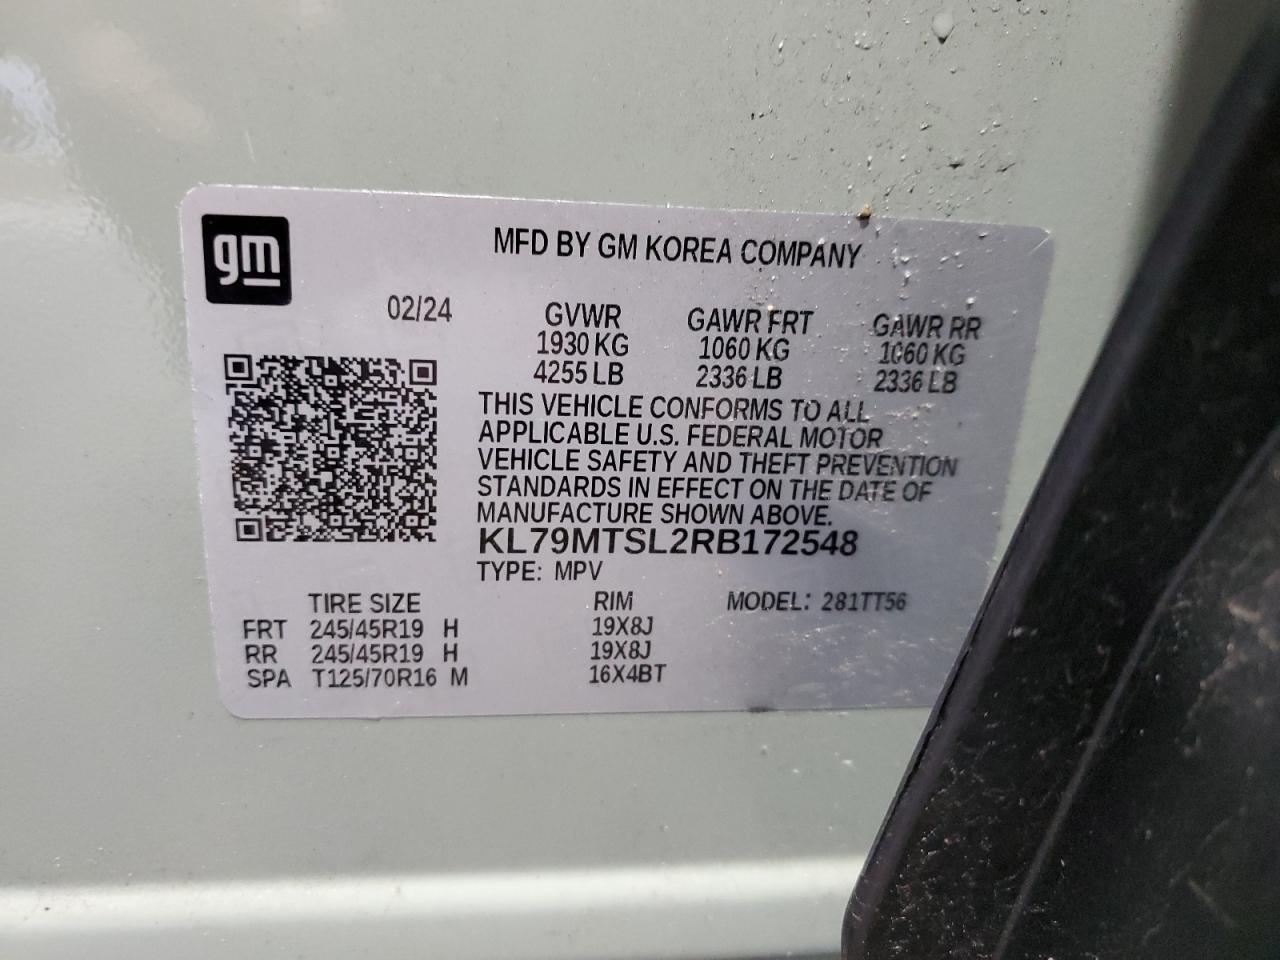 gm
MFD BY GM KOREA COMPANY
02/24
GVWR GAWR FRT GAWR RR
1930 KG 1060 KG 1060 KG
4255 LB 2336 LB 2336 LB
THIS VEHICLE CONFORMS TO ALL
APPLICABLE U.S. FEDERAL MOTOR
VEHICLE SAFETY AND THEFT PREVENTION
STANDARDS IN EFFECT ON THE DATE OF
MANUFACTURE SHOWN ABOVE.
KL79MTSL2RB172548
TYPE: MPV
TIRE SIZE RIM MODEL: 281TT56
FRT 245/45R19 H 19X8J
RR 245/45R19 H 19X8J
SPA T125/70R16 M 16X4BT